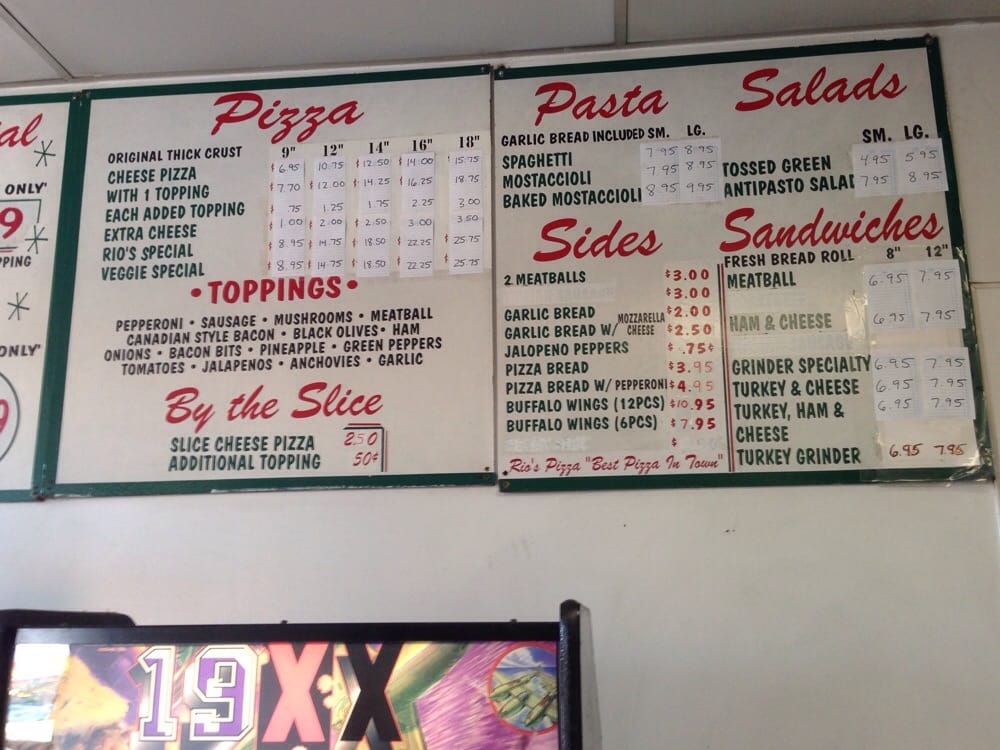 al
ONLY'
9
PPING
ONLY'
9
Pizza
9" 12" 14" 16" 18"
ORIGINAL THICK CRUST
CHEESE PIZZA $6.95 10.75 $12.50 $14.00 $15.75
WITH 1 TOPPING $7.70 $12.00 $14.25 $16.25 18.75
EACH ADDED TOPPING .75 1.25 1.75 2.25 3.00
EXTRA CHEESE $1.00 $2.00 $2.50 3.00 3.50
RIO'S SPECIAL $8.95 $14.75 $18.50 $22.25 $25.75
VEGGIE SPECIAL $8.95 $14.75 $18.50 $22.25 $25.75
• TOPPINGS •
PEPPERONI • SAUSAGE • MUSHROOMS • MEATBALL
CANADIAN STYLE BACON • BLACK OLIVES • HAM
ONIONS • BACON BITS • PINEAPPLE • GREEN PEPPERS
TOMATOES • JALAPENOS • ANCHOVIES • GARLIC
By the Slice
SLICE CHEESE PIZZA 2.50
ADDITIONAL TOPPING 50¢
Pasta
GARLIC BREAD INCLUDED SM. LG.
SPAGHETTI 7.95 8.95
MOSTACCIOLI 7.95 8.95
BAKED MOSTACCIOLI 8.95 9.95
Salads
SM. LG.
TOSSED GREEN 4.95 5.95
ANTIPASTO SALAD 7.95 8.95
Sides
2 MEATBALLS $3.00
$3.00
GARLIC BREAD $2.00
GARLIC BREAD W/ MOZZARELLA CHEESE $2.50
JALOPENO PEPPERS $ .75¢
PIZZA BREAD $3.95
PIZZA BREAD W/ PEPPERONI $4.95
BUFFALO WINGS (12PCS) $10.95
BUFFALO WINGS (6PCS) $7.95
$
Rio's Pizza "Best Pizza In Town"
Sandwiches
FRESH BREAD ROLL 8" 12"
MEATBALL 6.95 7.95
HAM & CHEESE 6.95 7.95
GRINDER SPECIALTY 6.95 7.95
TURKEY & CHEESE 6.95 7.95
TURKEY, HAM & 6.95 7.95
CHEESE
TURKEY GRINDER 6.95 7.95
19XX